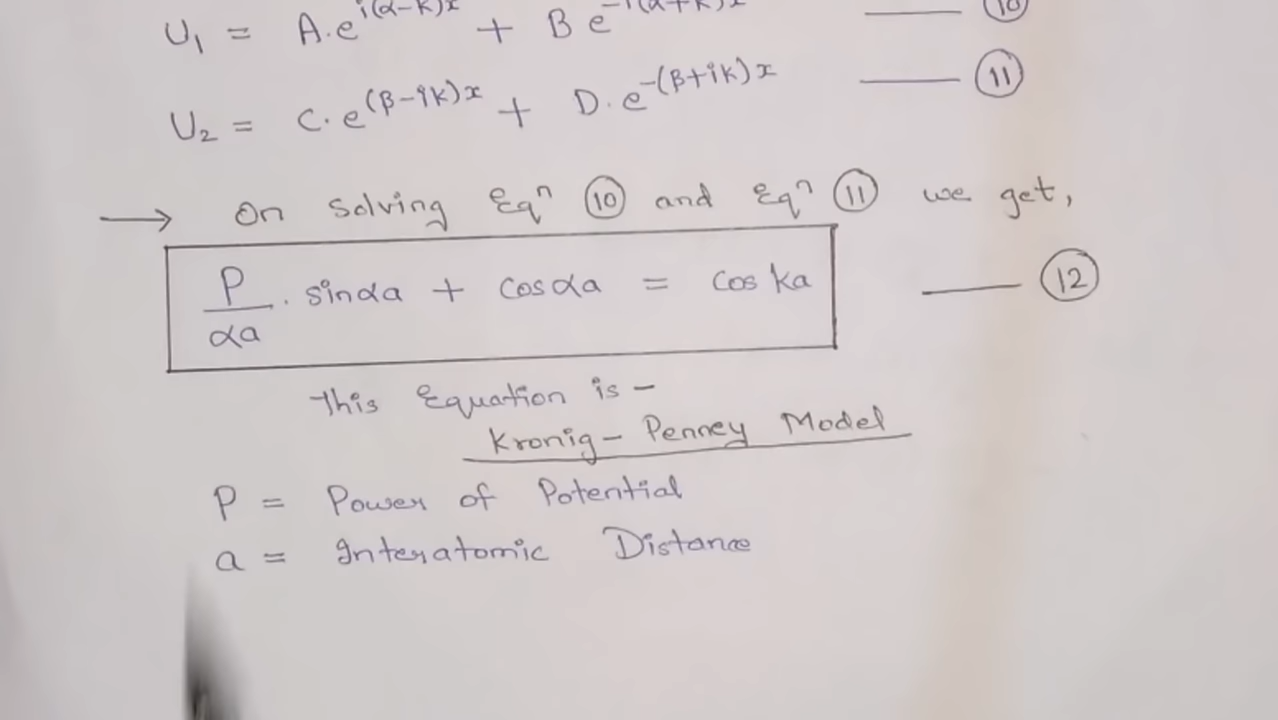 U₁ = A.e^i(α-k)x + B e^-i(α+k)x —— (10)
U₂ = C.e^(β-ik)x + D.e^-(β+ik)x —— (11)
→ On solving Eqⁿ (10) and Eqⁿ (11) we get,
P/αa . sinαa + cosαa = cos ka —— (12)
This Equation is -
Kronig - Penney Model
P = Power of Potential
a = Interatomic Distance